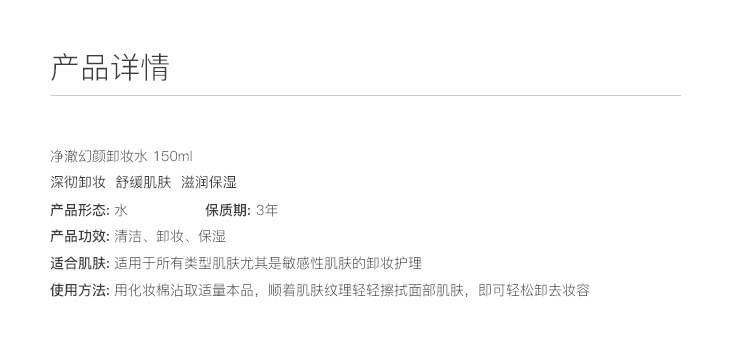 产品详情
净澈幻颜卸妆水 150ml
深彻卸妆 舒缓肌肤 滋润保湿
产品形态: 水 保质期: 3年
产品功效: 清洁、卸妆、保湿
适合肌肤: 适用于所有类型肌肤尤其是敏感性肌肤的卸妆护理
使用方法: 用化妆棉沾取适量本品，顺着肌肤纹理轻轻擦拭面部肌肤，即可轻松卸去妆容